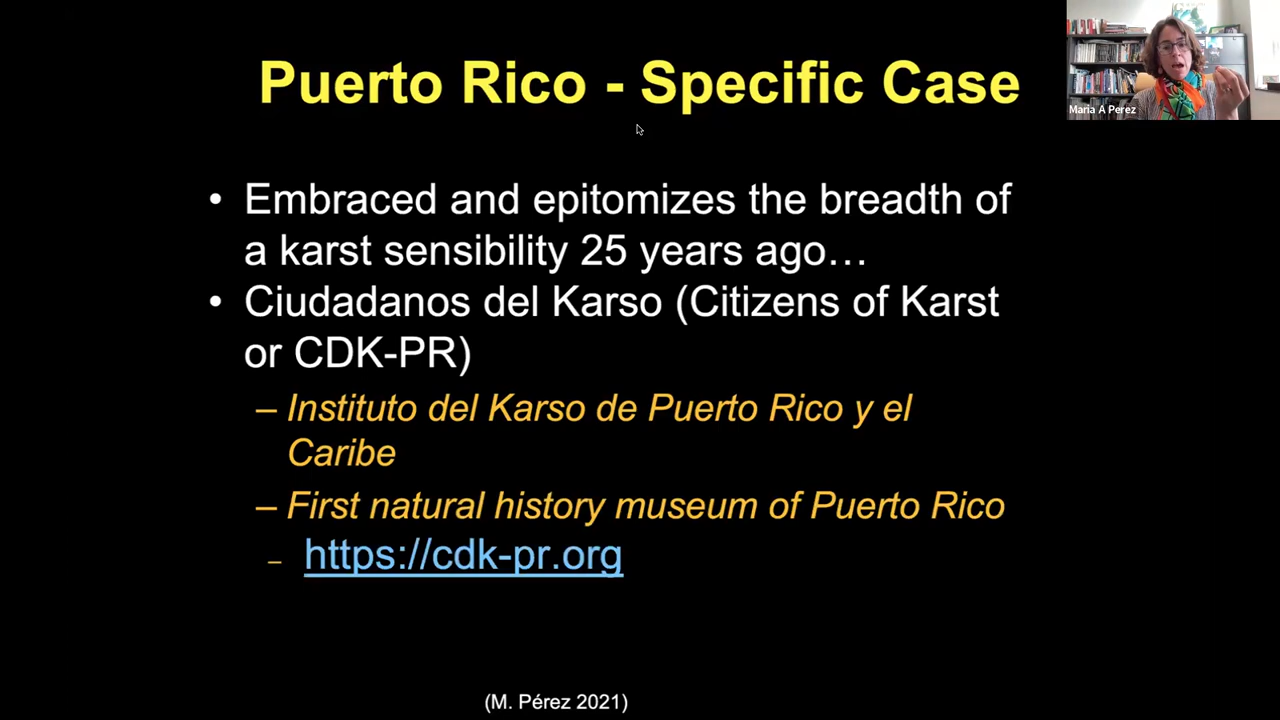 Puerto Rico - Specific Case
Maria A Perez
• Embraced and epitomizes the breadth of
a karst sensibility 25 years ago…
• Ciudadanos del Karso (Citizens of Karst
or CDK-PR)
– Instituto del Karso de Puerto Rico y el
Caribe
– First natural history museum of Puerto Rico
– https://cdk-pr.org
(M. Pérez 2021)